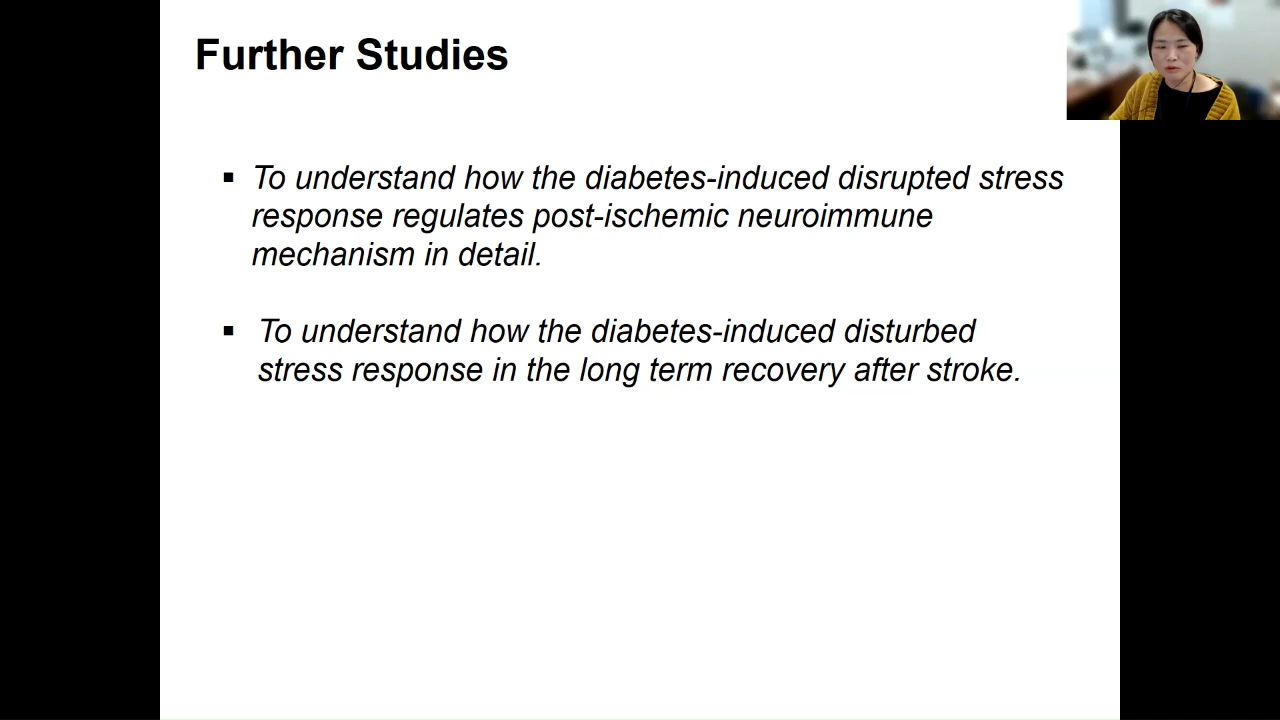 Further Studies
▪ To understand how the diabetes-induced disrupted stress
response regulates post-ischemic neuroimmune
mechanism in detail.
▪ To understand how the diabetes-induced disturbed
stress response in the long term recovery after stroke.